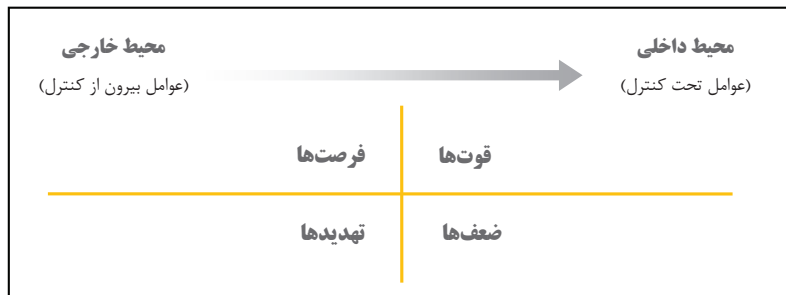 محیط داخلی
محیط خارجی
(عوامل تحت کنترل)
(عوامل بیرون از کنترل)
قوت‌ها
فرصت‌ها
ضعف‌ها
تهدیدها